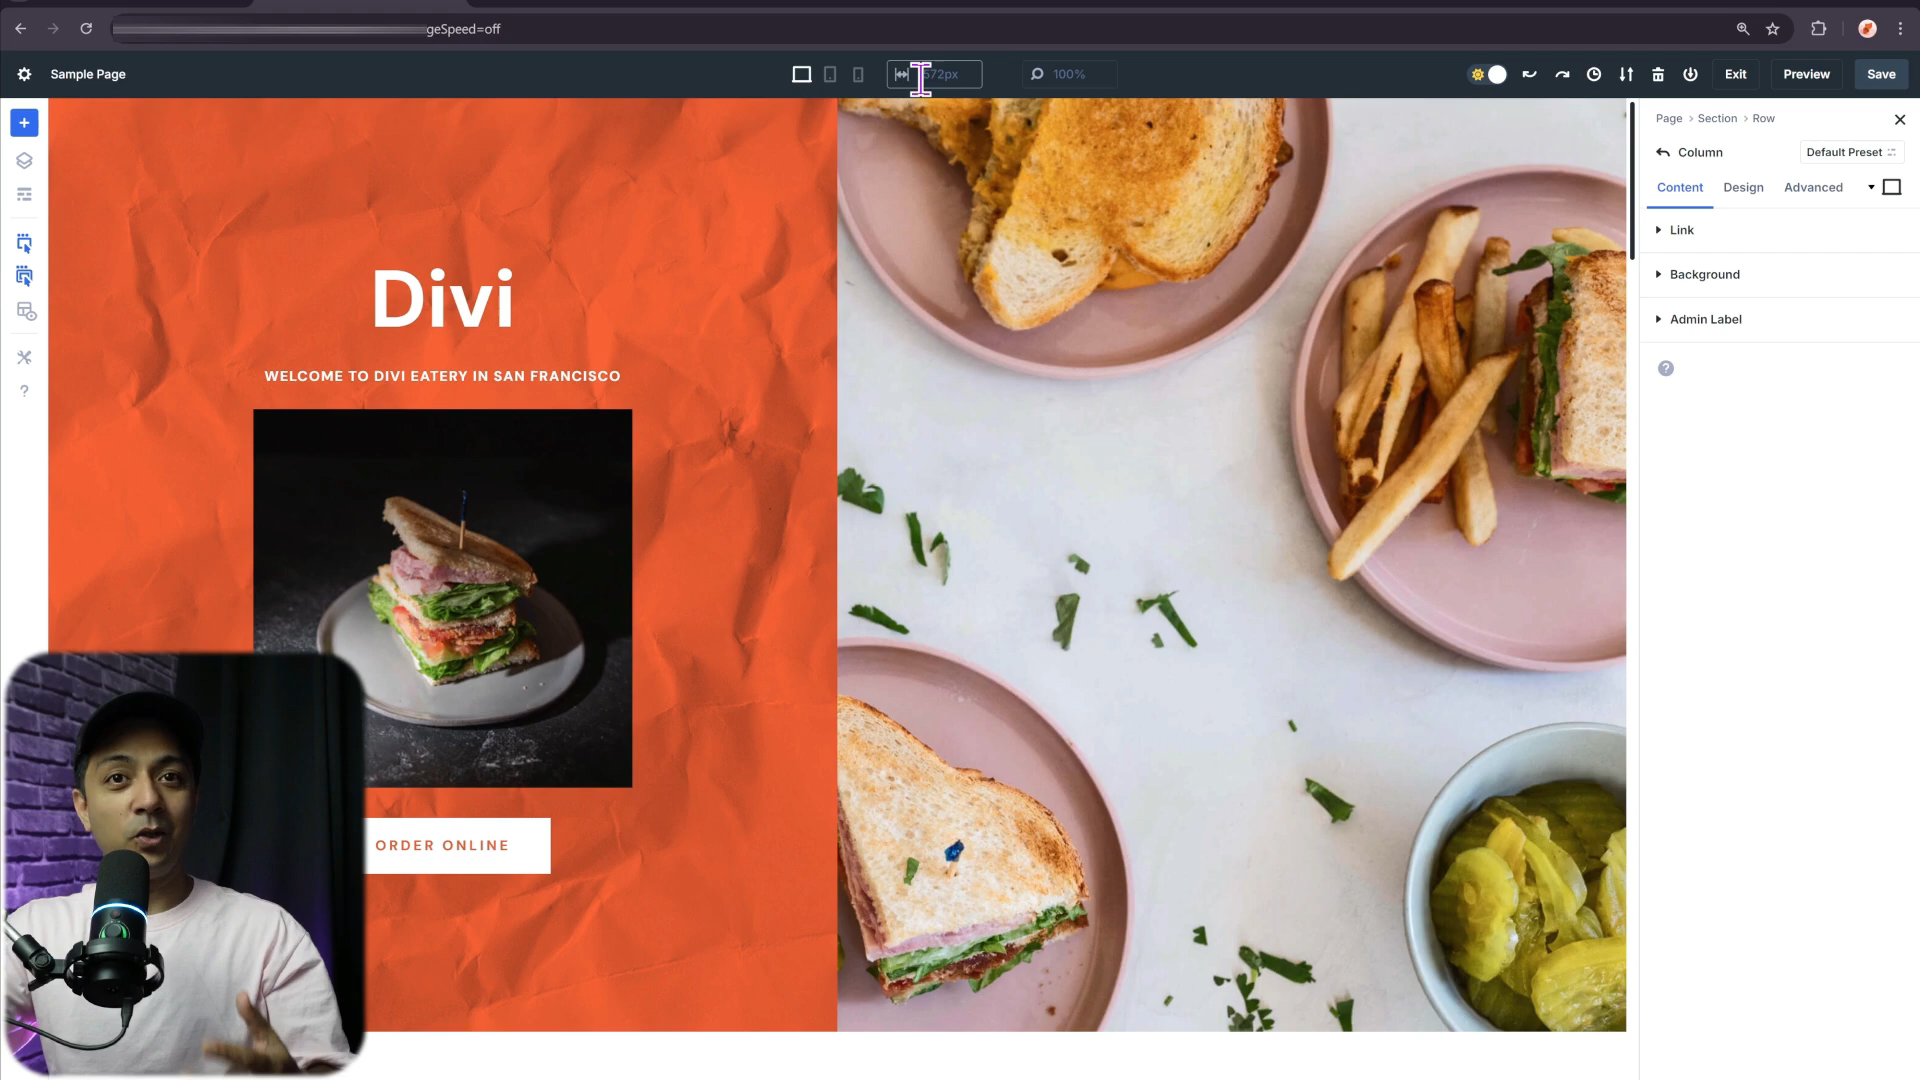 geSpeed=off
Sample Page
572px
100%
Exit
Preview
Save
Page > Section > Row
Column
Default Preset
Content
Design
Advanced
Link
Background
Admin Label
?
?
Divi
WELCOME TO DIVI EATERY IN SAN FRANCISCO
ORDER ONLINE